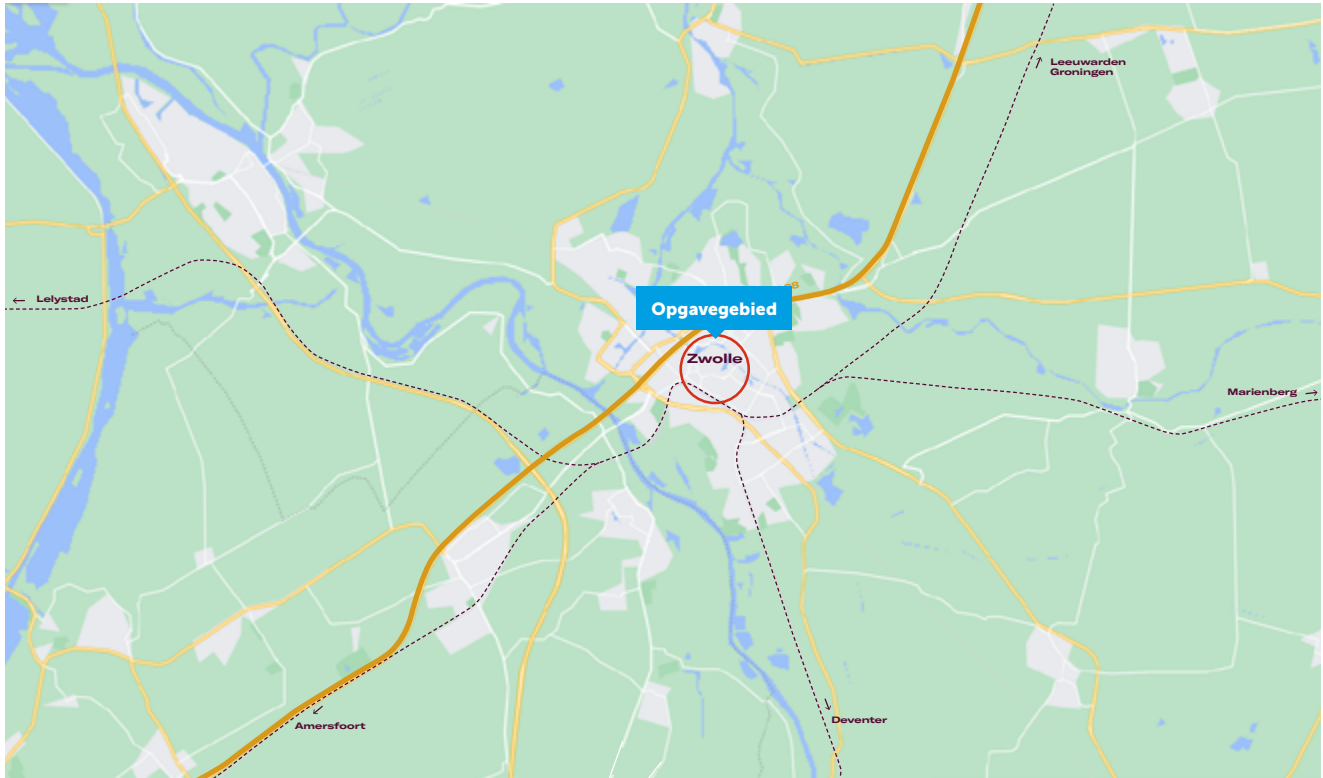 ↑ Leeuwarden
Groningen
← Lelystad
Opgavegebied
Zwolle
Marienberg →
Amersfoort
Deventer